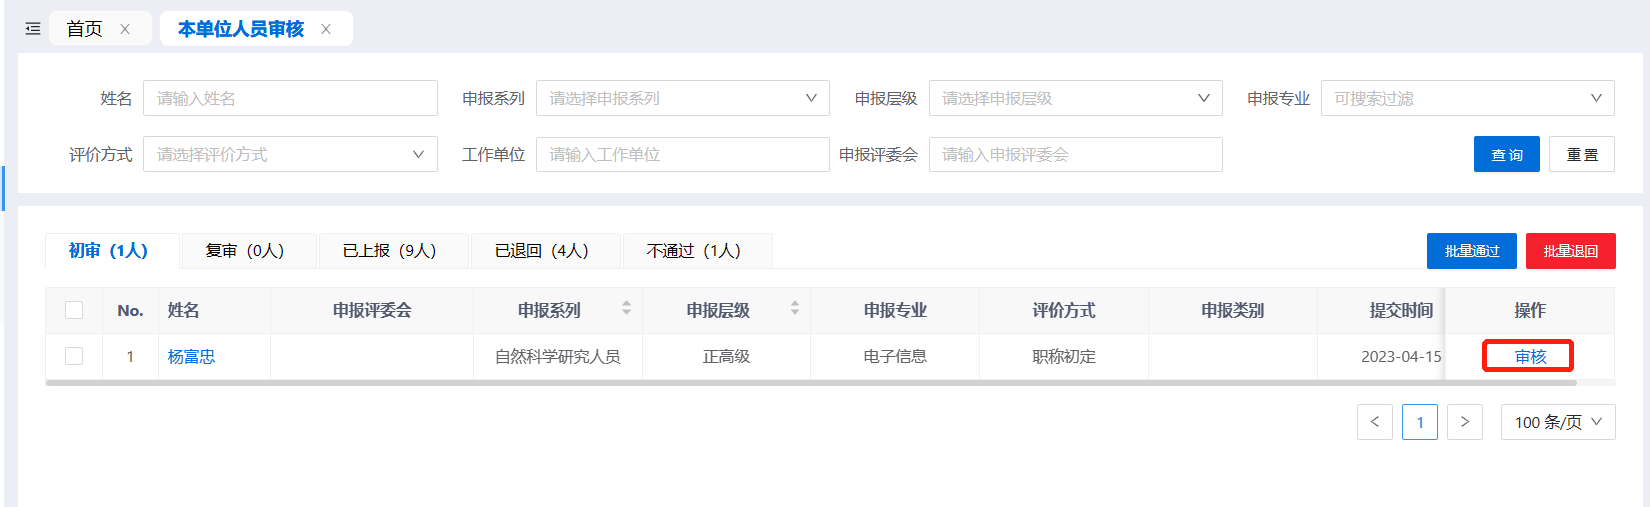 首页 本单位人员审核
姓名 请输入姓名 申报系列 请选择申报系列 申报层级 请选择申报层级 申报专业 可搜索过滤
评价方式 请选择评价方式 工作单位 请输入工作单位 申报评委会 请输入申报评委会 查 询 重 置
初审（1人） 复审（0人） 已上报（9人） 已退回（4人） 不通过（1人） 批量通过 批量退回
No. 姓名 申报评委会 申报系列 申报层级 申报专业 评价方式 申报类别 提交时间 操作
1 杨富忠 自然科学研究人员 正高级 电子信息 职称初定 2023-04-15 审核
< 1 > 100 条/页